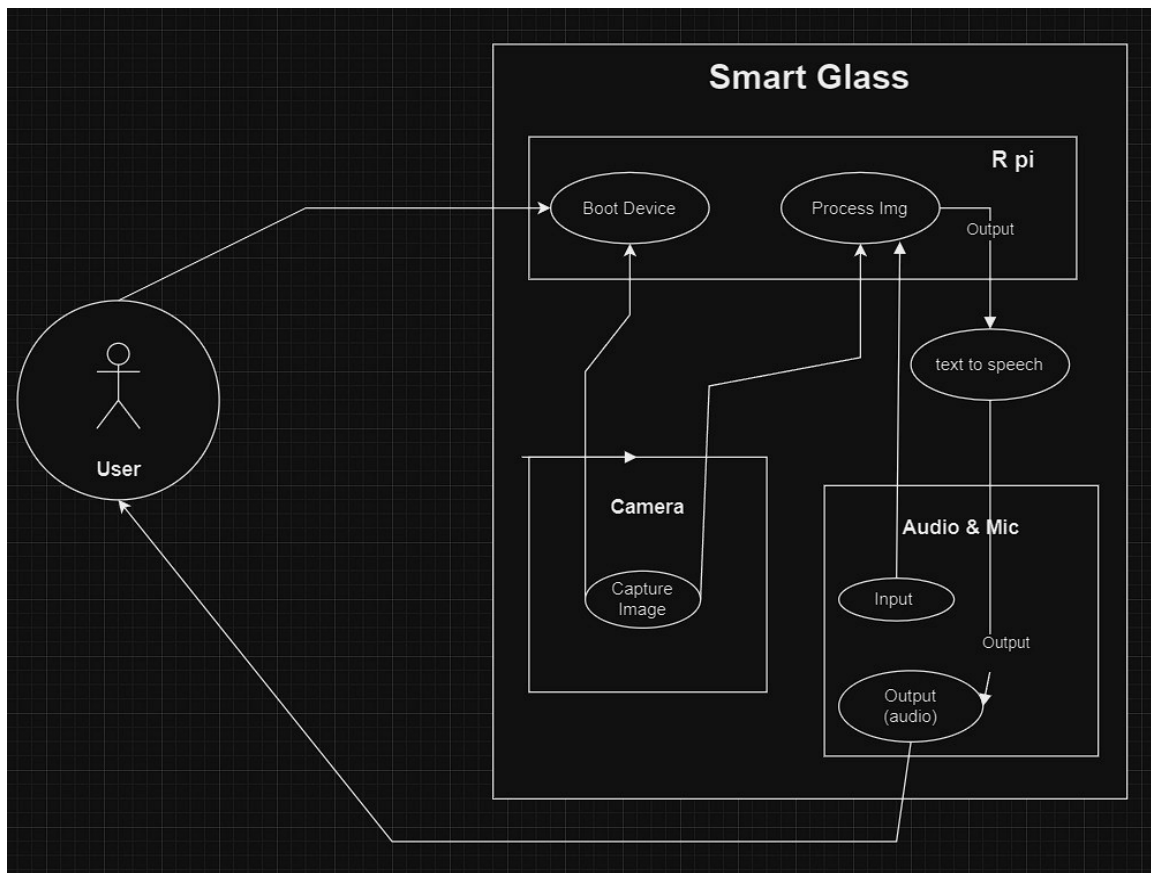 Smart Glass
R pi
Boot Device
Process Img
Output
text to speech
User
Camera
Capture
Image
Audio & Mic
Input
Output
Output
(audio)